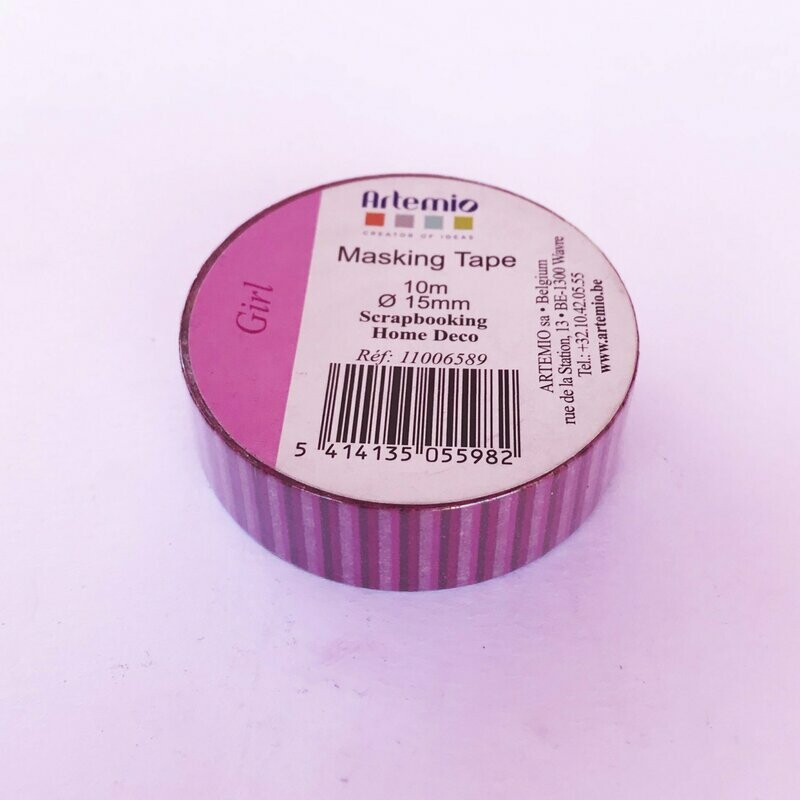 Girl
Artemio
CREATOR OF IDEAS
Masking Tape
10m
Ø 15mm
Scrapbooking
Home Deco
Réf: 11006589
5 414135 055982
ARTEMIO sa • Belgium
rue de la Station, 13 • BE-1300 Wavre
Tel.: +32.10.42.05.55
www.artemio.be